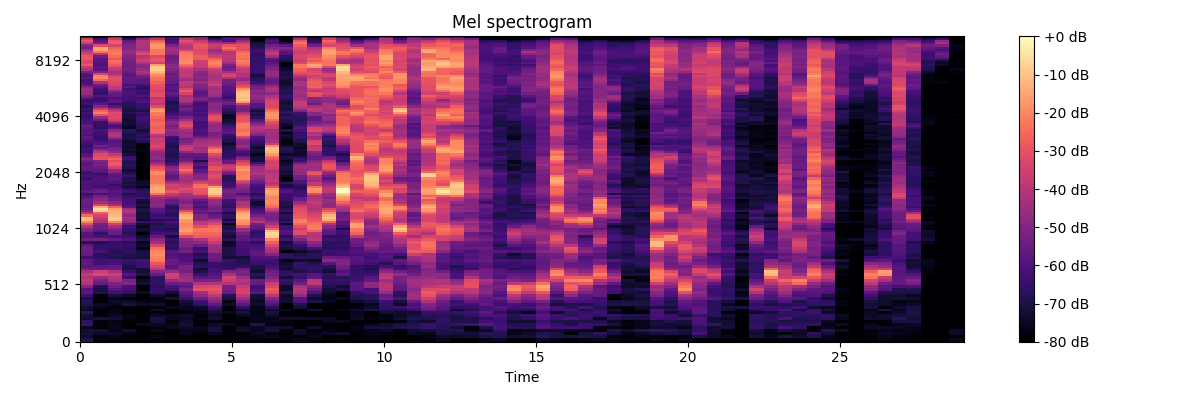 Mel spectrogram
Hz
8192
4096
2048
1024
512
0
0 5 10 15 20 25
Time
+0 dB
-10 dB
-20 dB
-30 dB
-40 dB
-50 dB
-60 dB
-70 dB
-80 dB